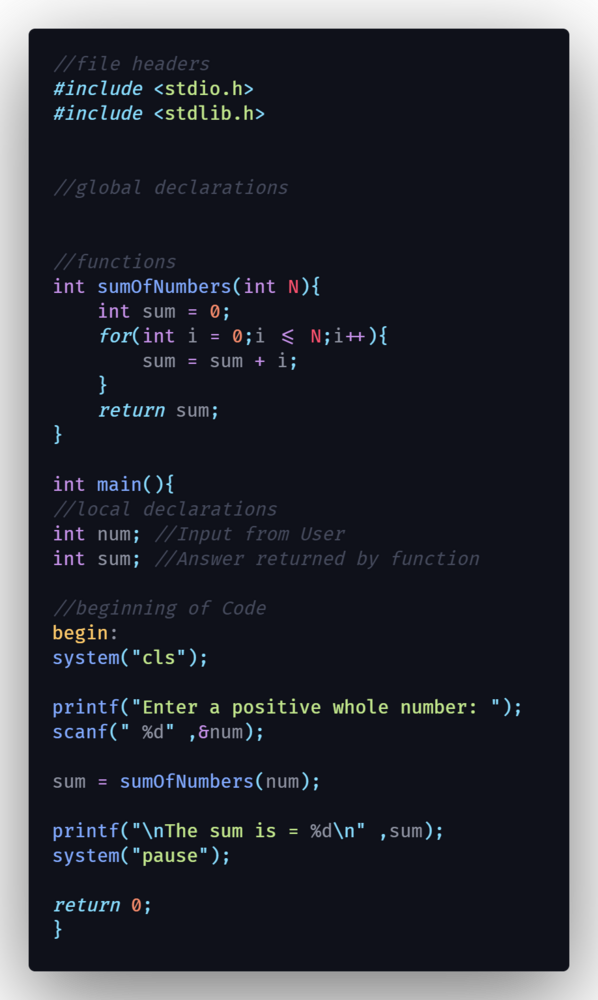 //file headers
#include <stdio.h>
#include <stdlib.h>
//global declarations
//functions
int sumOfNumbers(int N){
    int sum = 0;
    for(int i = 0;i <= N;i++){
        sum = sum + i;
    }
    return sum;
}
int main(){
//local declarations
int num; //Input from User
int sum; //Answer returned by function
//beginning of Code
begin:
system("cls");
printf("Enter a positive whole number: ");
scanf(" %d" ,&num);
sum = sumOfNumbers(num);
printf("\nThe sum is = %d\n" ,sum);
system("pause");
return 0;
}